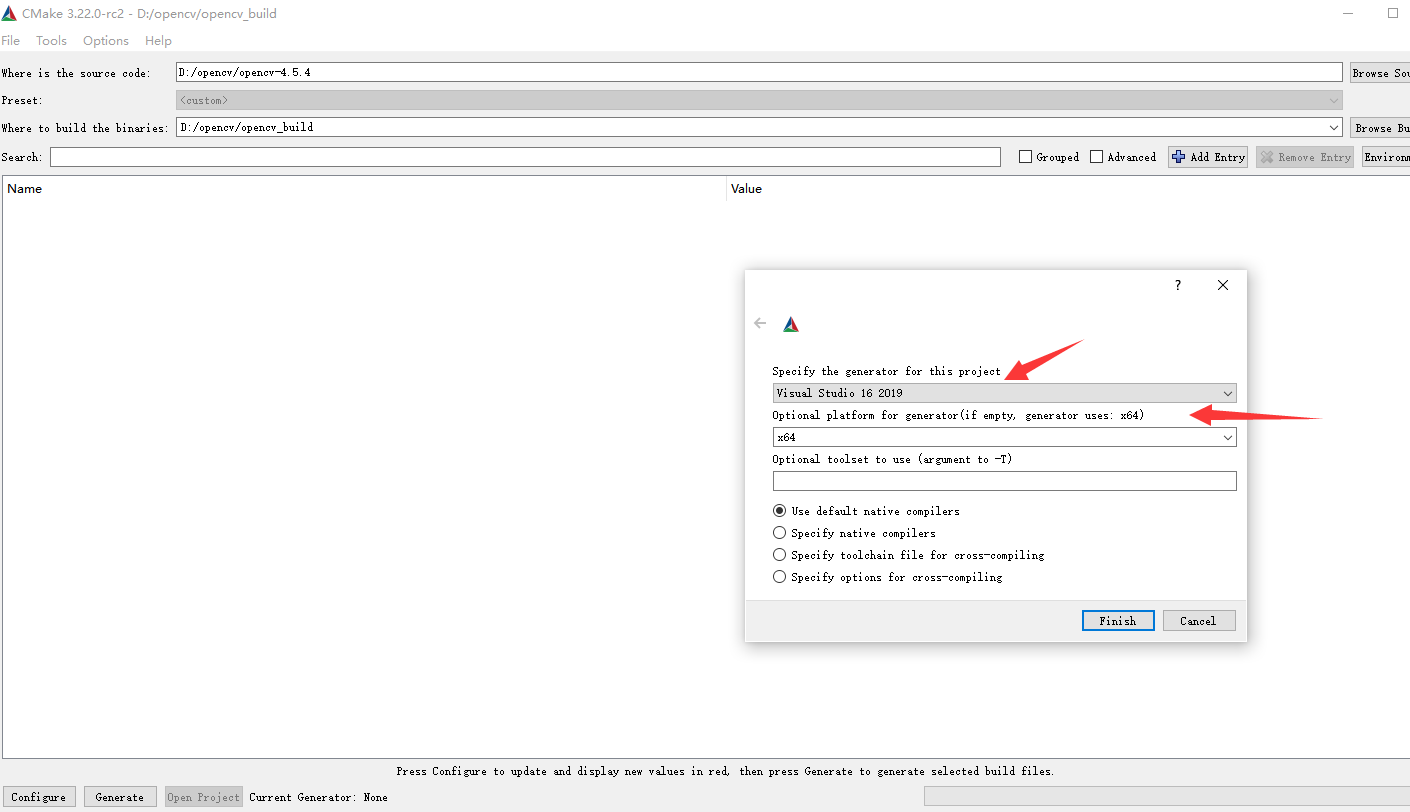 CMake 3.22.0-rc2 - D:/opencv/opencv_build
File Tools Options Help
Where is the source code: D:/opencv/opencv-4.5.4 Browse Sou
Preset: <custom>
Where to build the binaries: D:/opencv/opencv_build Browse Bu
Search: Grouped Advanced Add Entry Remove Entry Environm
Name Value
?
Specify the generator for this project
Visual Studio 16 2019
Optional platform for generator(if empty, generator uses: x64)
x64
Optional toolset to use (argument to -T)
Use default native compilers
Specify native compilers
Specify toolchain file for cross-compiling
Specify options for cross-compiling
Finish Cancel
Press Configure to update and display new values in red, then press Generate to generate selected build files.
Configure Generate Open Project Current Generator: None